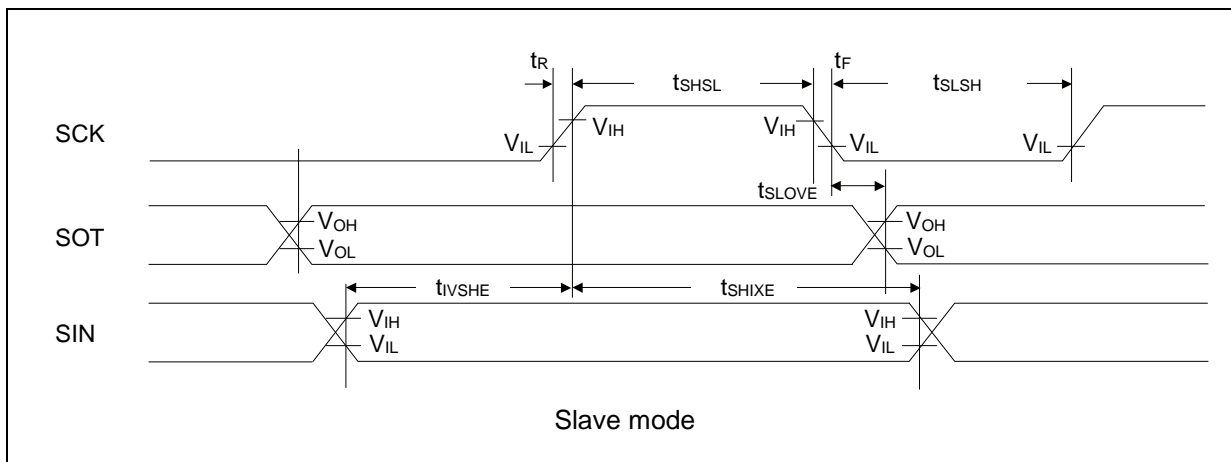 tR tSHSL tF tSLSH
SCK VIL VIH VIH VIL VIL
tSLOVE
SOT VOH VOL VOH VOL
tIVSHE tSHIXE
SIN VIH VIL VIH VIL
Slave mode